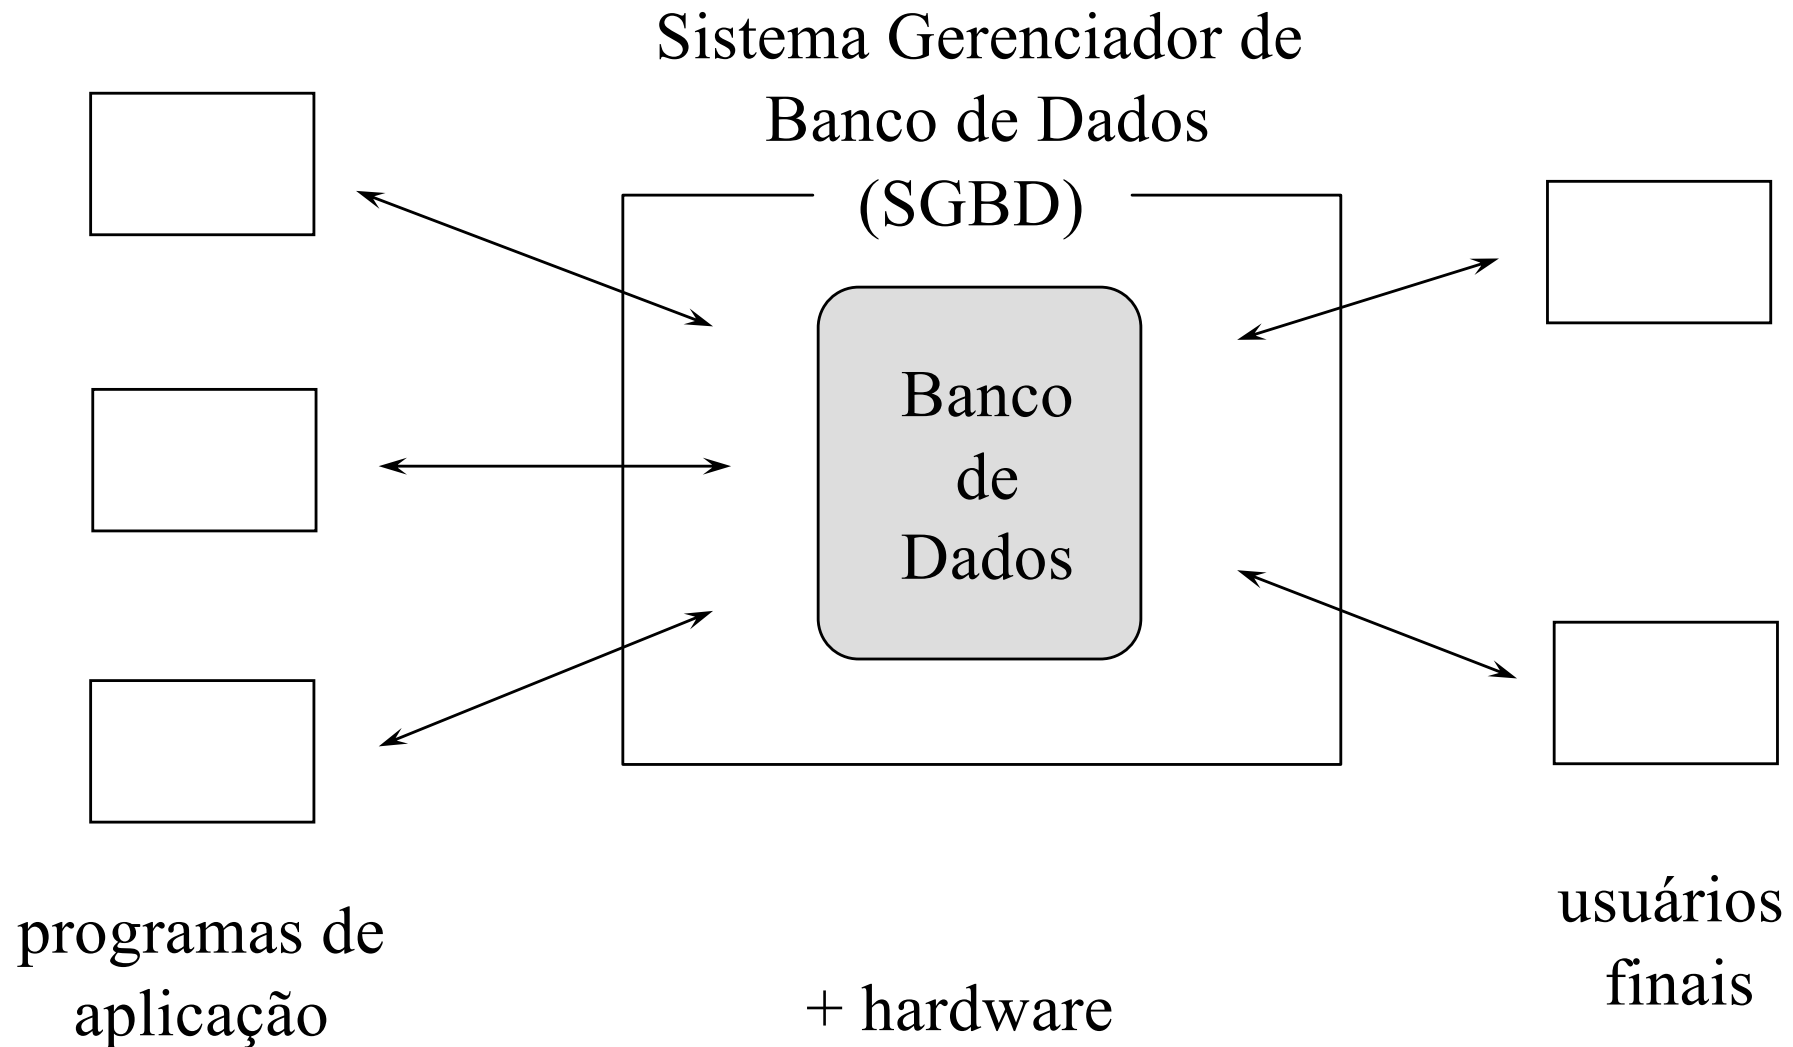 Sistema Gerenciador de
Banco de Dados
(SGBD)
Banco
de
Dados
programas de
aplicação
+ hardware
usuários
finais